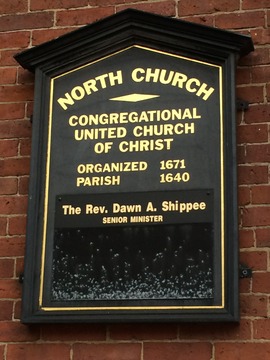 NORTH CHURCH
CONGREGATIONAL
UNITED CHURCH
OF CHRIST
ORGANIZED 1671
PARISH 1640
The Rev. Dawn A. Shippee
SENIOR MINISTER